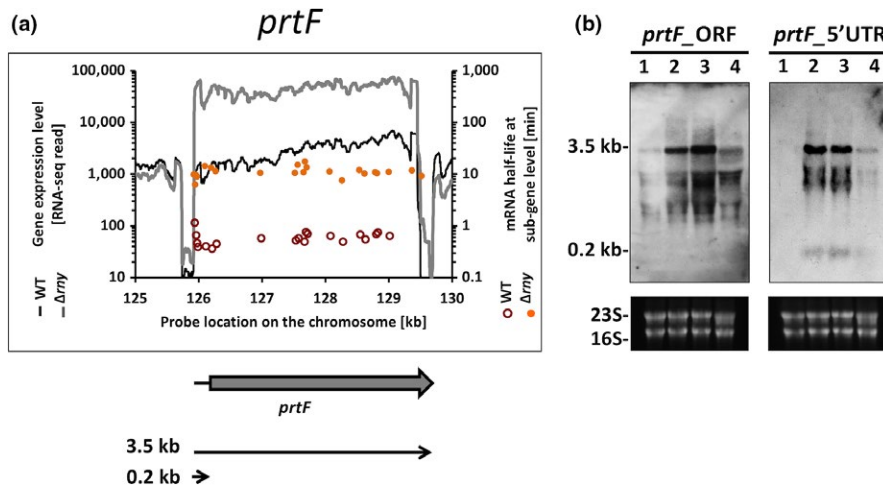 (a)
prtF
Gene expression level
[RNA-seq read]
— WT
— Δrny
100,000
10,000
1,000
100
10
1,000
100
10
1
0.1
mRNA half-life at
sub-gene level [min]
WT
Δrny
125 126 127 128 129 130
Probe location on the chromosome [kb]
prtF
3.5 kb
0.2 kb
(b)
prtF_ORF prtF_5'UTR
1 2 3 4 1 2 3 4
3.5 kb-
0.2 kb-
23S-
16S-